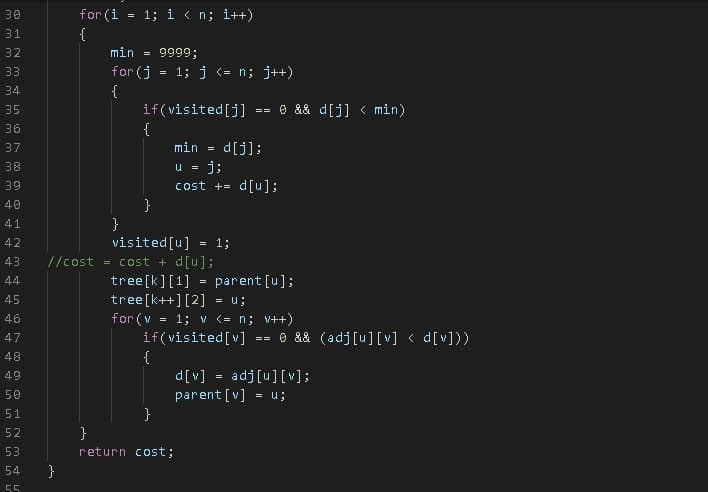 30 for(i = 1; i < n; i++)
31 {
32 min = 9999;
33 for(j = 1; j <= n; j++)
34 {
35 if(visited[j] == 0 && d[j] < min)
36 {
37 min = d[j];
38 u = j;
39 cost += d[u];
40 }
41 }
42 visited[u] = 1;
43 //cost = cost + d[u];
44 tree[k][1] = parent[u];
45 tree[k++][2] = u;
46 for(v = 1; v <= n; v++)
47 if(visited[v] == 0 && (adj[u][v] < d[v]))
48 {
49 d[v] = adj[u][v];
50 parent[v] = u;
51 }
52 }
53 return cost;
54 }
55